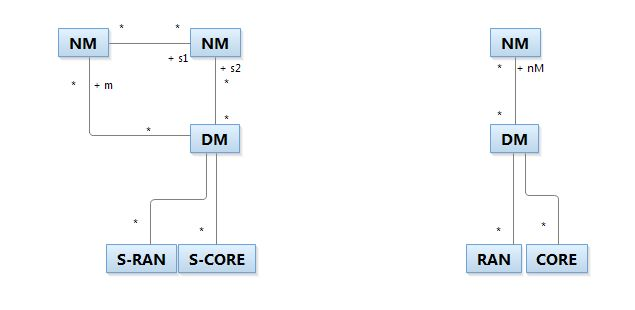 * *
NM NM NM
+ s1
+ s2 * + nM
* + m *
* *
*
DM DM
* * * *
S-RAN S-CORE RAN CORE